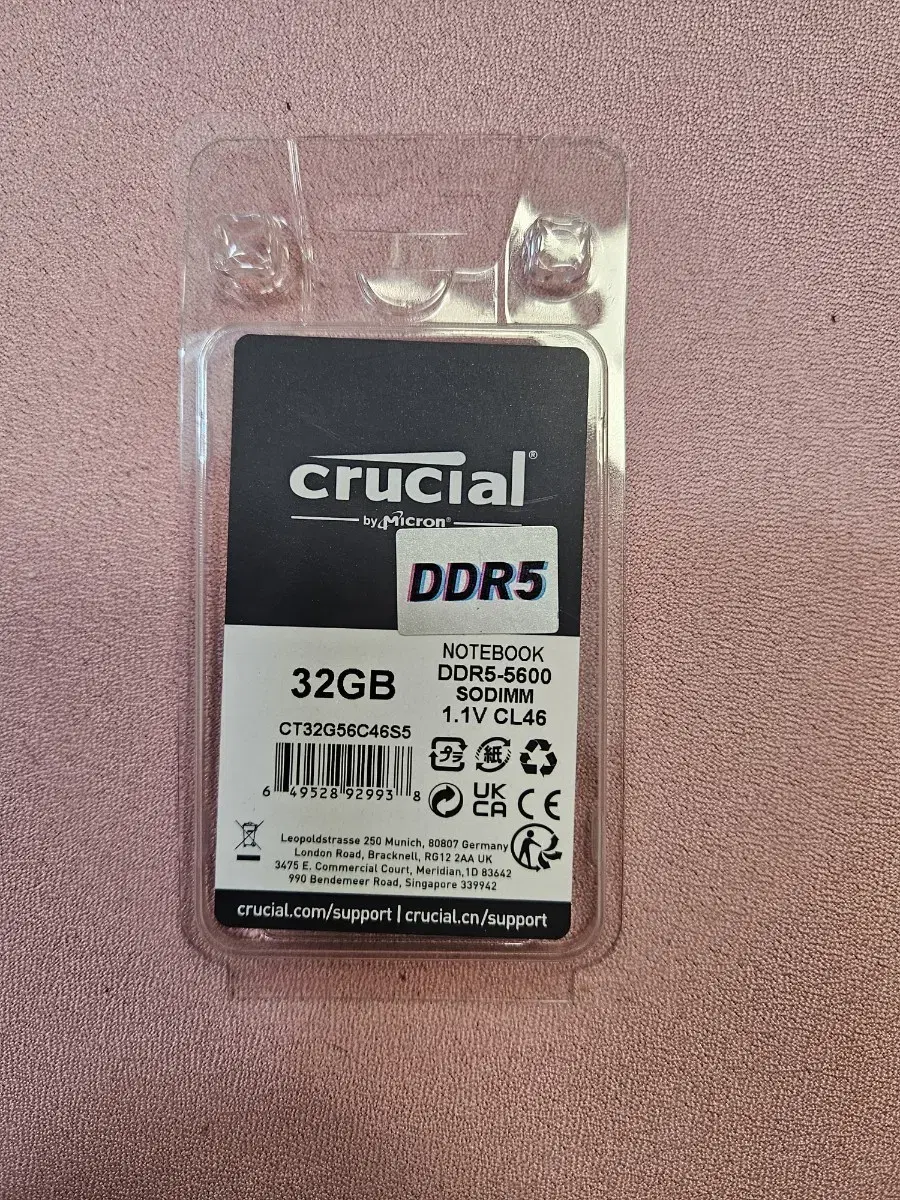 crucial®
by Micron®
DDR5
NOTEBOOK
DDR5-5600
SODIMM
1.1V CL46
32GB
CT32G56C46S5
プラ
紙
6 49528 92993 8
UK
CA
CE
Leopoldstrasse 250 Munich, 80807 Germany
London Road, Bracknell, RG12 2AA UK
3475 E. Commercial Court, Meridian,ID 83642
990 Bendemeer Road, Singapore 339942
crucial.com/support | crucial.cn/support